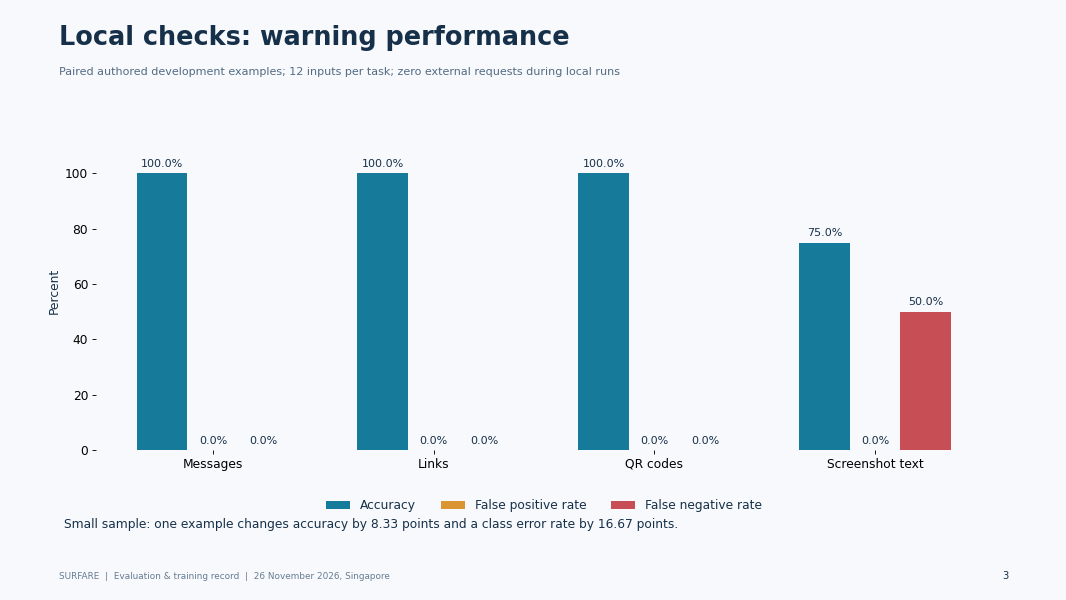 Local checks: warning performance
Paired authored development examples; 12 inputs per task; zero external requests during local runs
100.0% 100.0% 100.0%
100
75.0%
80
50.0%
60
Percent
40
20
0.0% 0.0% 0.0% 0.0% 0.0% 0.0% 0.0%
0
Messages Links QR codes Screenshot text
Accuracy False positive rate False negative rate
Small sample: one example changes accuracy by 8.33 points and a class error rate by 16.67 points.
SURFARE | Evaluation & training record | 26 November 2026, Singapore 3